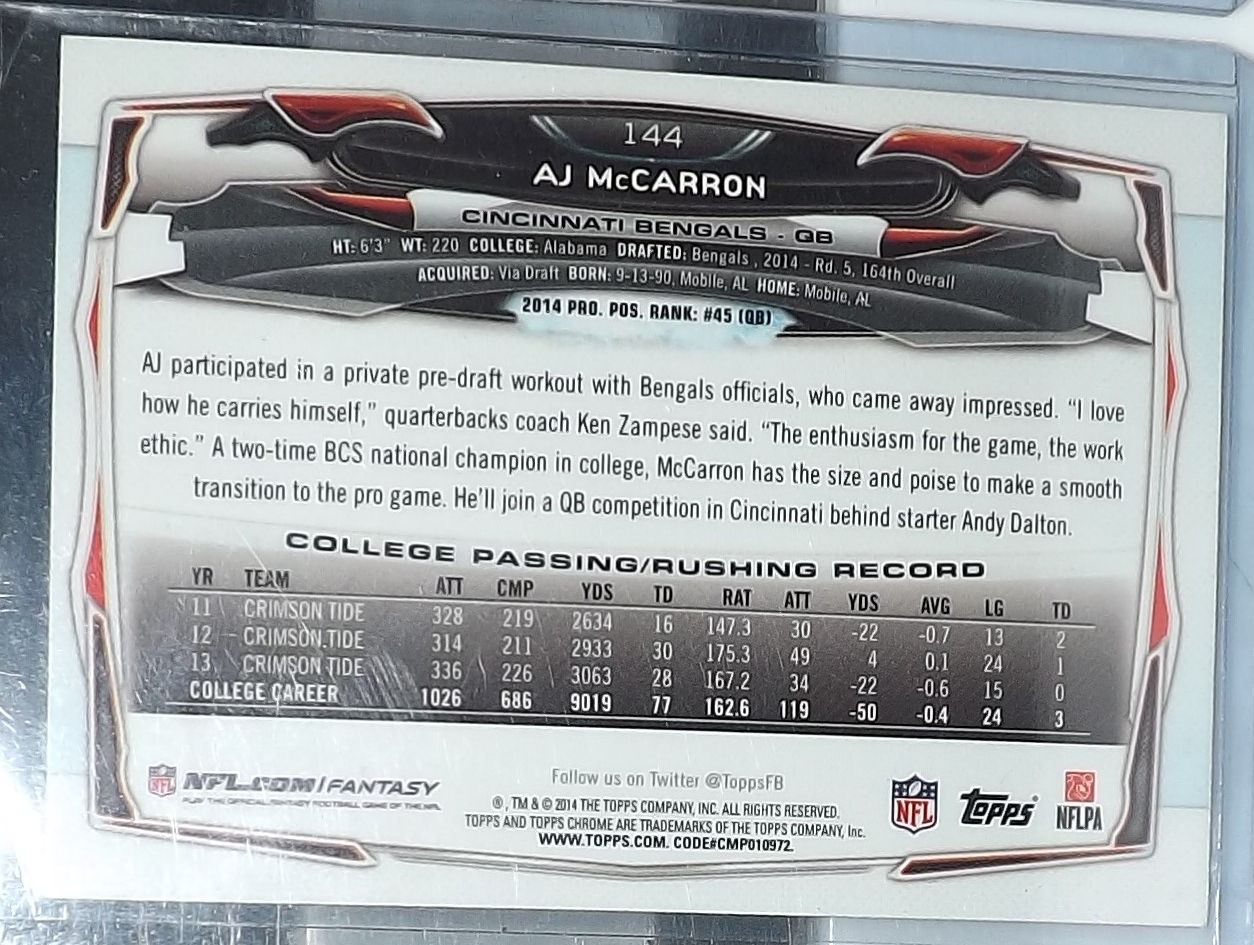 144
AJ McCARRON
CINCINNATI BENGALS - QB
HT: 6'3" WT: 220 COLLEGE: Alabama DRAFTED: Bengals , 2014 - Rd. 5, 164th Overall
ACQUIRED: Via Draft BORN: 9-13-90, Mobile, AL HOME: Mobile, AL
2014 PRO. POS. RANK: #45 (QB)
AJ participated in a private pre-draft workout with Bengals officials, who came away impressed. “I love
how he carries himself,” quarterbacks coach Ken Zampese said. “The enthusiasm for the game, the work
ethic.” A two-time BCS national champion in college, McCarron has the size and poise to make a smooth
transition to the pro game. He’ll join a QB competition in Cincinnati behind starter Andy Dalton.
COLLEGE PASSING/RUSHING RECORD
YR TEAM ATT CMP YDS TD RAT ATT YDS AVG LG TD
11 CRIMSON TIDE 328 219 2634 16 147.3 30 -22 -0.7 13 2
12 CRIMSON TIDE 314 211 2933 30 175.3 49 4 0.1 24 1
13 CRIMSON TIDE 336 226 3063 28 167.2 34 -22 -0.6 15 0
COLLEGE CAREER 1026 686 9019 77 162.6 119 -50 -0.4 24 3
NFL.COM/FANTASY
PLAY THE OFFICIAL FANTASY FOOTBALL GAME OF THE NFL
Follow us on Twitter @ToppsFB
®, TM & © 2014 THE TOPPS COMPANY, INC. ALL RIGHTS RESERVED.
TOPPS AND TOPPS CHROME ARE TRADEMARKS OF THE TOPPS COMPANY, Inc.
WWW.TOPPS.COM. CODE#CMP010972
NFL
Topps
NFLPA